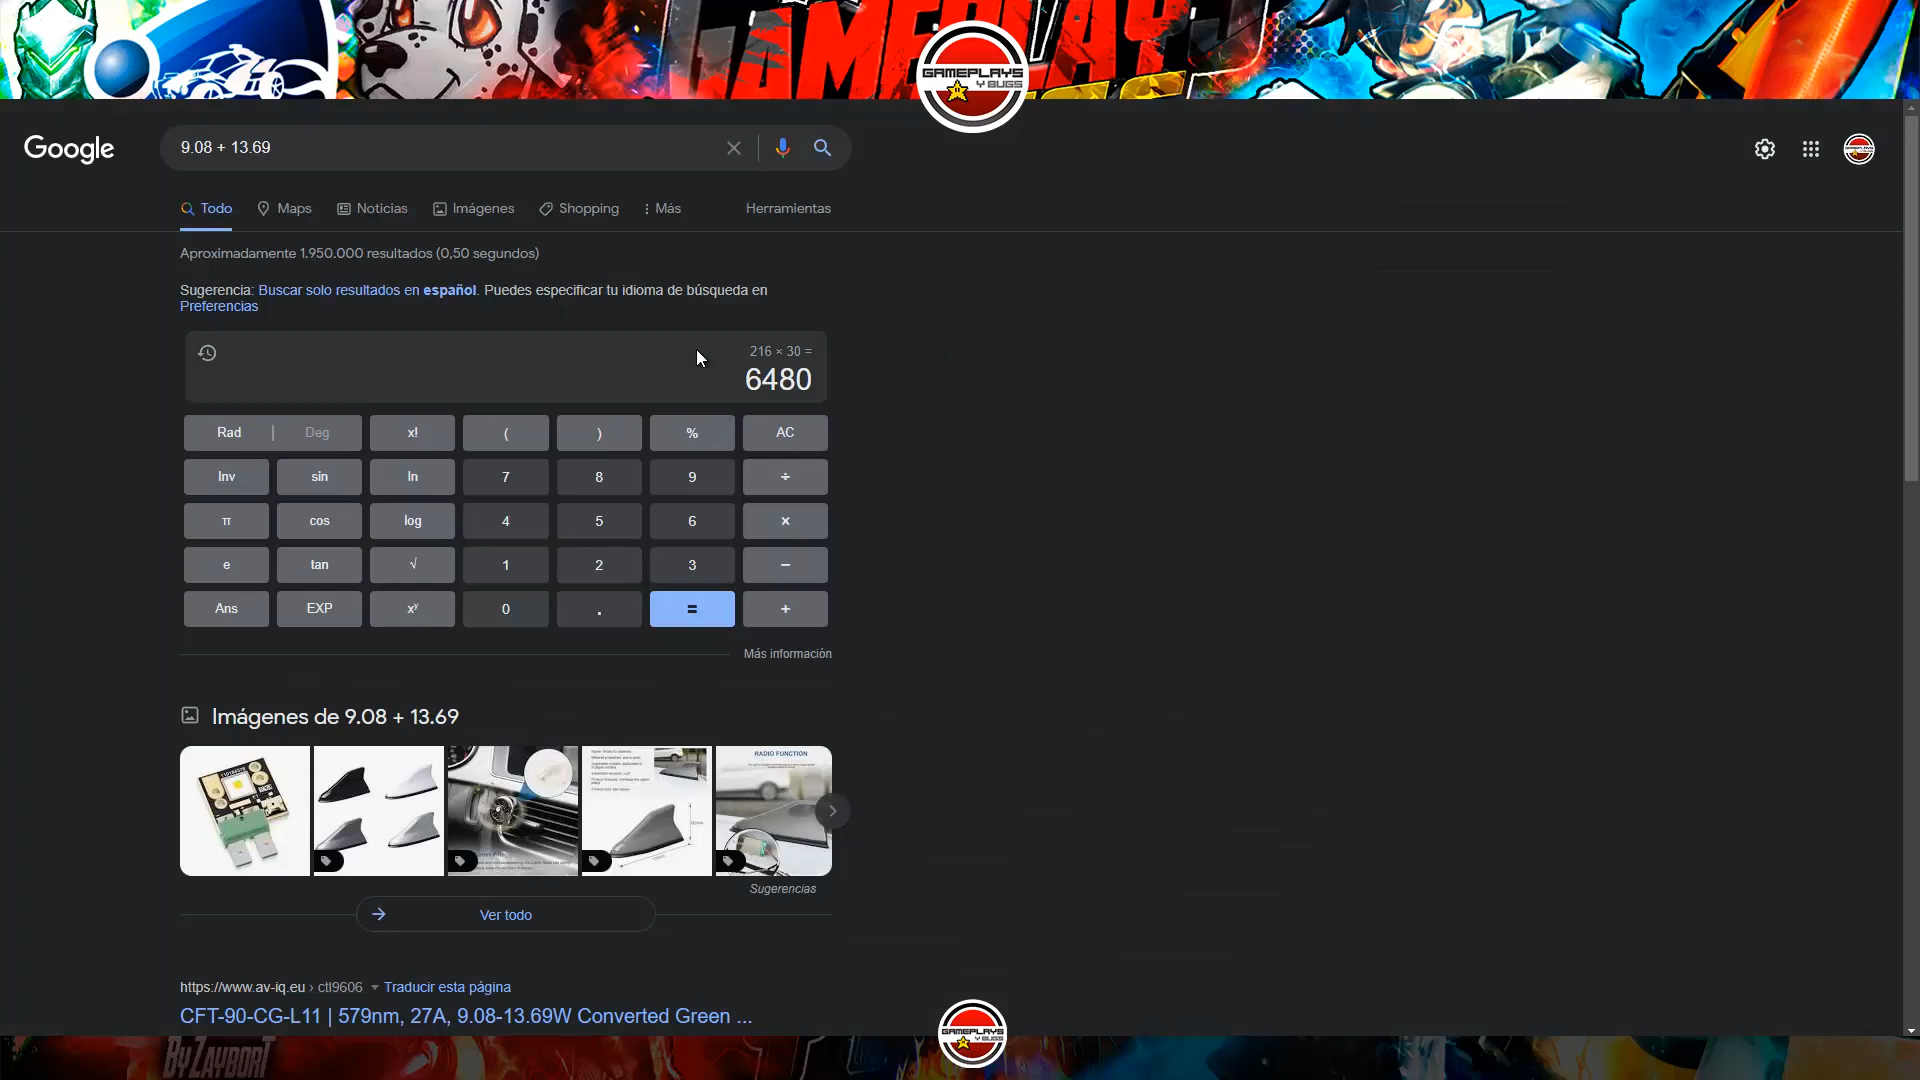 GAMEPLAY
GAMEPLAYS
Y BUGS
Google
9.08 + 13.69
Todo
Maps
Noticias
Imágenes
Shopping
Más
Herramientas
Aproximadamente 1.950.000 resultados (0,50 segundos)
Sugerencia: Buscar solo resultados en español. Puedes especificar tu idioma de búsqueda en
Preferencias
216 × 30 =
6480
Rad | Deg x! ( ) % AC
Inv sin ln 7 8 9 ÷
π cos log 4 5 6 ×
e tan √ 1 2 3 −
Ans EXP xʸ 0 . = +
Más información
Imágenes de 9.08 + 13.69
RADIO FUNCTION
Sugerencias
Ver todo
https://www.av-iq.eu › ctl9606
Traducir esta página
CFT-90-CG-L11 | 579nm, 27A, 9.08-13.69W Converted Green ...
GAMEPLAYS
Y BUGS
BYZAYBORT